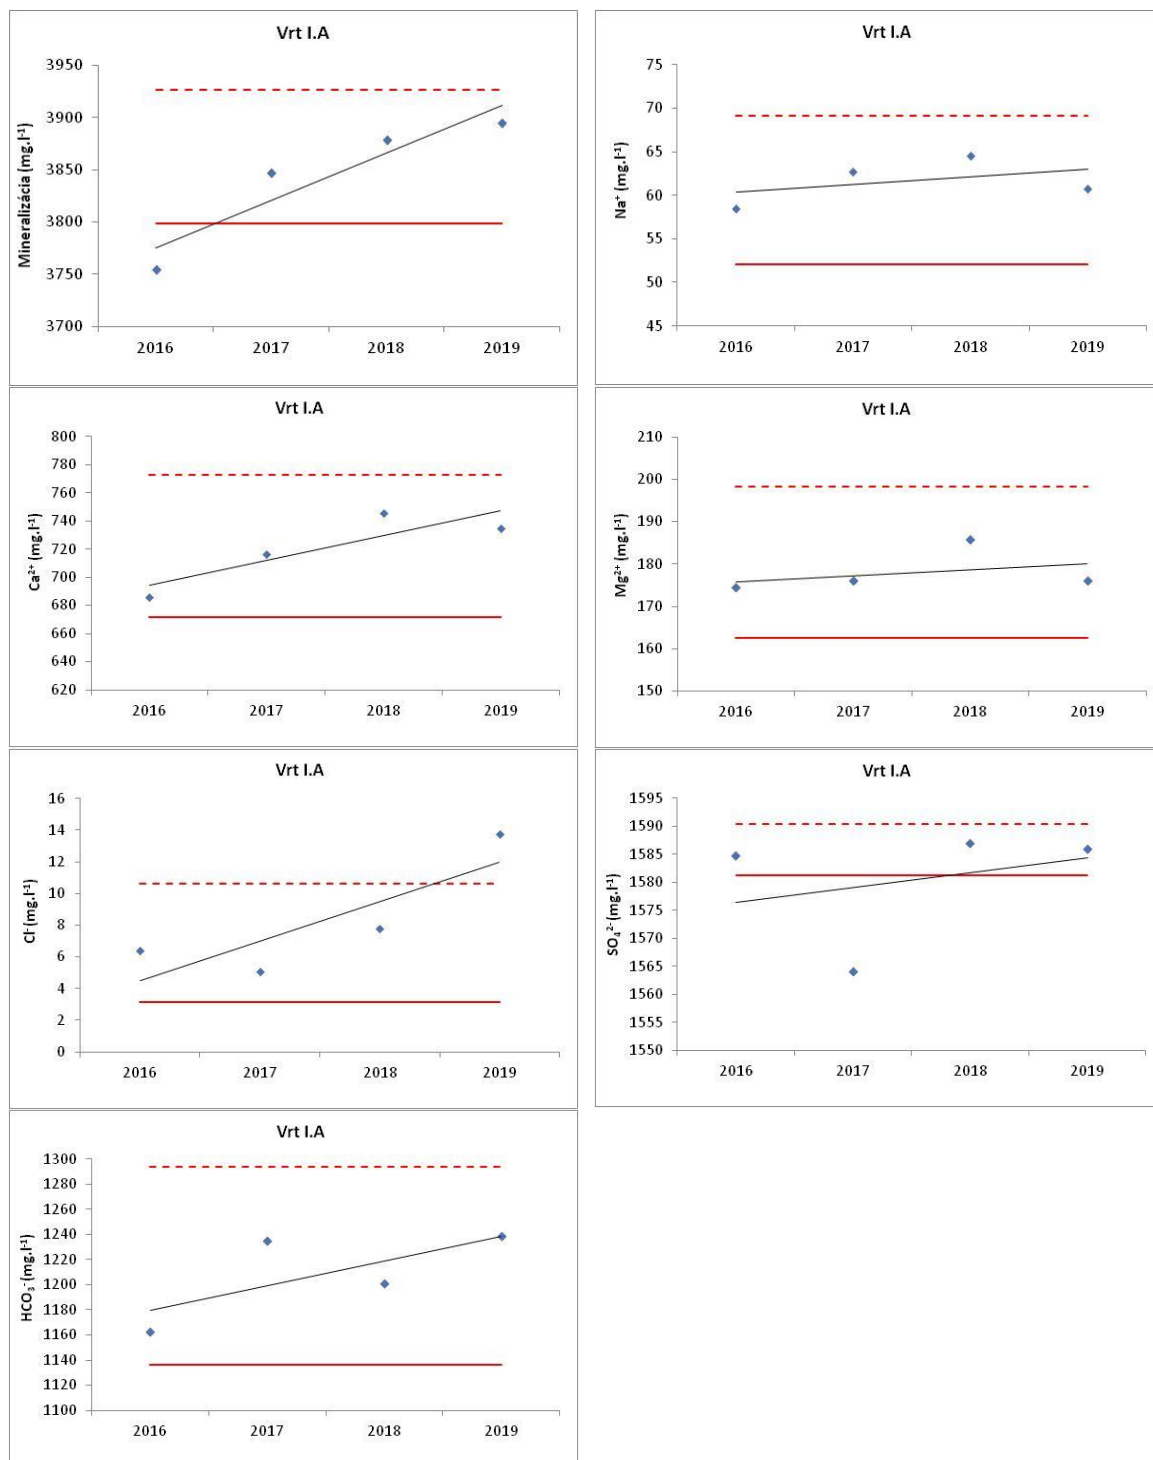 Vrt I.A
Mineralizácia (mg.l⁻¹)
3950
3900
3850
3800
3750
3700
2016 2017 2018 2019
Vrt I.A
Na⁺ (mg.l⁻¹)
75
70
65
60
55
50
45
2016 2017 2018 2019
Vrt I.A
Ca²⁺ (mg.l⁻¹)
800
780
760
740
720
700
680
660
640
620
2016 2017 2018 2019
Vrt I.A
Mg²⁺ (mg.l⁻¹)
210
200
190
180
170
160
150
2016 2017 2018 2019
Vrt I.A
Cl⁻ (mg.l⁻¹)
16
14
12
10
8
6
4
2
0
2016 2017 2018 2019
Vrt I.A
SO₄²⁻ (mg.l⁻¹)
1595
1590
1585
1580
1575
1570
1565
1560
1555
1550
2016 2017 2018 2019
Vrt I.A
HCO₃⁻ (mg.l⁻¹)
1300
1280
1260
1240
1220
1200
1180
1160
1140
1120
1100
2016 2017 2018 2019